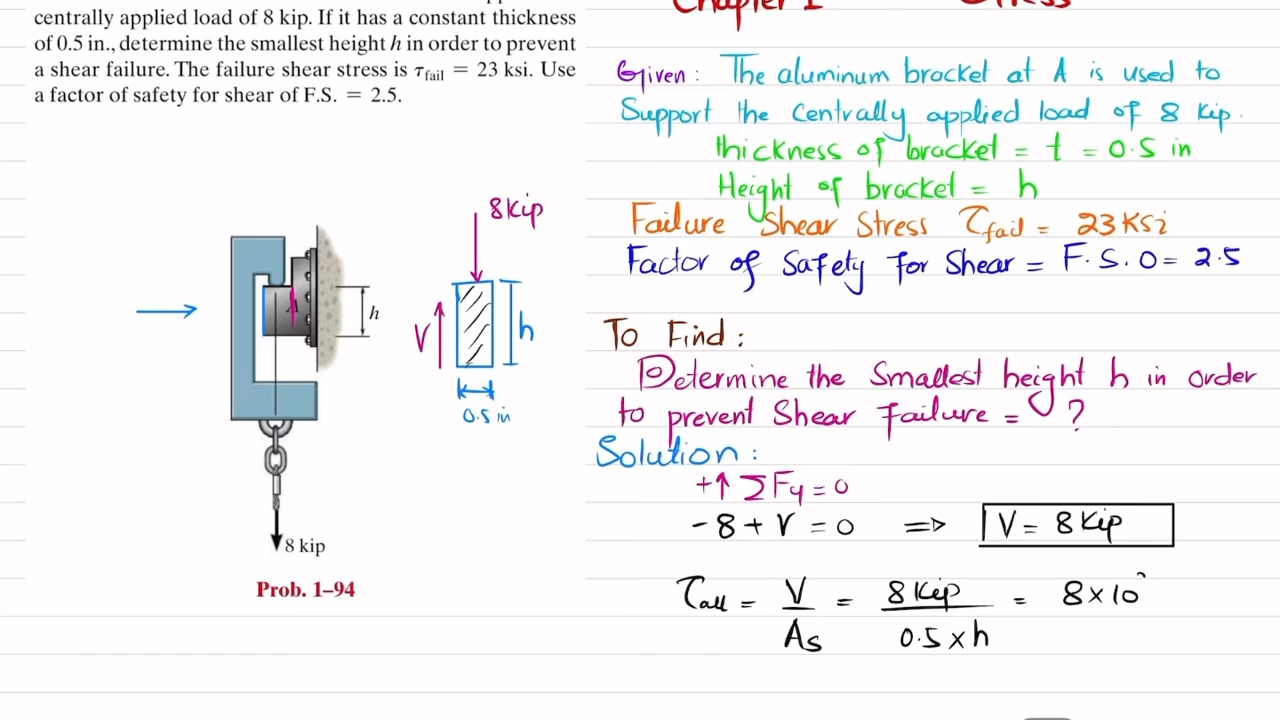 centrally applied load of 8 kip. If it has a constant thickness
of 0.5 in., determine the smallest height h in order to prevent
a shear failure. The failure shear stress is τfail = 23 ksi. Use
a factor of safety for shear of F.S. = 2.5.
8 kip
h
V
h
0.5 in
A
8 kip
Prob. 1–94
Chapter 1 Stress
Given: The aluminum bracket at A is used to
Support the Centrally applied load of 8 kip.
thickness of bracket = t = 0.5 in
Height of bracket = h
Failure Shear Stress τfail = 23 ksi
Factor of Safety for Shear = F.S.O = 2.5
To Find:
Determine the Smallest height h in order
to prevent Shear Failure = ?
Solution:
+↑ ΣFy = 0
-8 + V = 0 ⇒ V = 8 kip
τall = V / As = 8 kip / 0.5 × h = 8×10